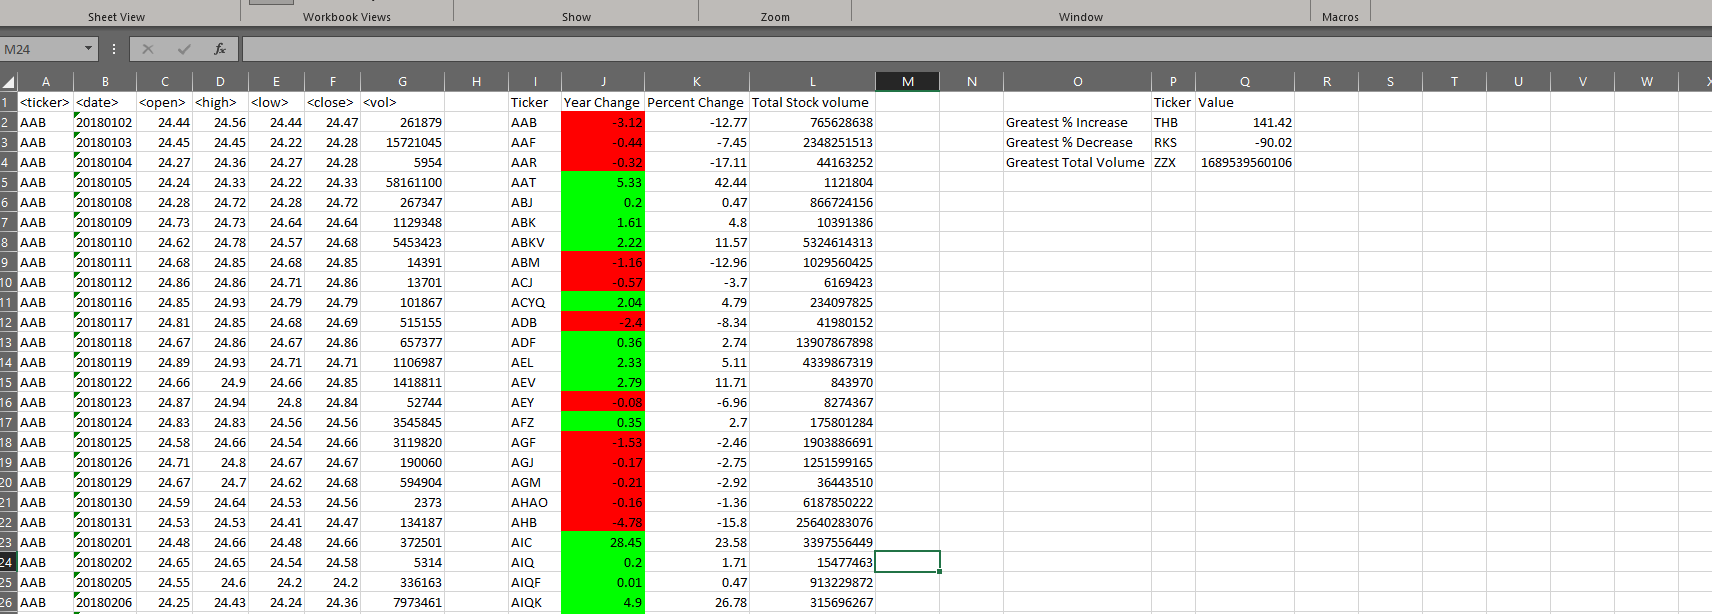 Sheet View Workbook Views Show Zoom Window Macros
M24 fx
A B C D E F G H I J K L M N O P Q R S T U V W
1 <ticker> <date> <open> <high> <low> <close> <vol> Ticker Year Change Percent Change Total Stock volume Ticker Value
2 AAB 20180102 24.44 24.56 24.44 24.47 261879 AAB -3.12 -12.77 765628638 Greatest % Increase THB 141.42
3 AAB 20180103 24.45 24.45 24.22 24.28 15721045 AAF -0.44 -7.45 2348251513 Greatest % Decrease RKS -90.02
4 AAB 20180104 24.27 24.36 24.27 24.28 5954 AAR -0.32 -17.11 44163252 Greatest Total Volume ZZX 1689539560106
5 AAB 20180105 24.24 24.33 24.22 24.33 58161100 AAT 5.33 42.44 1121804
6 AAB 20180108 24.28 24.72 24.28 24.72 267347 ABJ 0.2 0.47 866724156
7 AAB 20180109 24.73 24.73 24.64 24.64 1129348 ABK 1.61 4.8 10391386
8 AAB 20180110 24.62 24.78 24.57 24.68 5453423 ABKV 2.22 11.57 5324614313
9 AAB 20180111 24.68 24.85 24.68 24.85 14391 ABM -1.16 -12.96 1029560425
10 AAB 20180112 24.86 24.86 24.71 24.86 13701 ACJ -0.57 -3.7 6169423
11 AAB 20180116 24.85 24.93 24.79 24.79 101867 ACYQ 2.04 4.79 234097825
12 AAB 20180117 24.81 24.85 24.68 24.69 515155 ADB -2.4 -8.34 41980152
13 AAB 20180118 24.67 24.86 24.67 24.86 657377 ADF 0.36 2.74 13907867898
14 AAB 20180119 24.89 24.93 24.71 24.71 1106987 AEL 2.33 5.11 4339867319
15 AAB 20180122 24.66 24.9 24.66 24.85 1418811 AEV 2.79 11.71 843970
16 AAB 20180123 24.87 24.94 24.8 24.84 52744 AEY -0.08 -6.96 8274367
17 AAB 20180124 24.83 24.83 24.56 24.56 3545845 AFZ 0.35 2.7 175801284
18 AAB 20180125 24.58 24.66 24.54 24.66 3119820 AGF -1.53 -2.46 1903886691
19 AAB 20180126 24.71 24.8 24.67 24.67 190060 AGJ -0.17 -2.75 1251599165
20 AAB 20180129 24.67 24.7 24.62 24.68 594904 AGM -0.21 -2.92 36443510
21 AAB 20180130 24.59 24.64 24.53 24.56 2373 AHAO -0.16 -1.36 6187850222
22 AAB 20180131 24.53 24.53 24.41 24.47 134187 AHB -4.78 -15.8 25640283076
23 AAB 20180201 24.48 24.66 24.48 24.66 372501 AIC 28.45 23.58 3397556449
24 AAB 20180202 24.65 24.65 24.54 24.58 5314 AIQ 0.2 1.71 15477463
25 AAB 20180205 24.55 24.6 24.2 24.2 336163 AIQF 0.01 0.47 913229872
26 AAB 20180206 24.25 24.43 24.24 24.36 7973461 AIQK 4.9 26.78 315696267